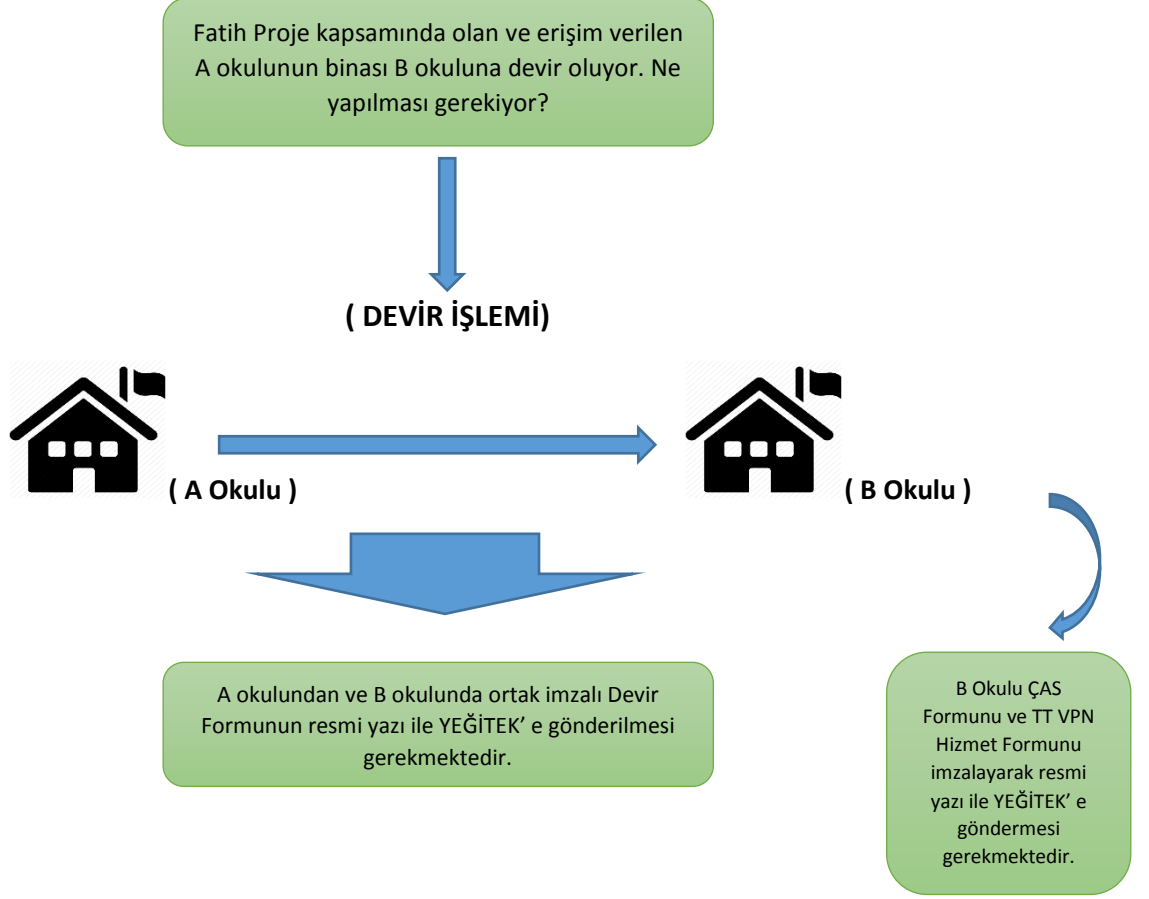 Fatih Proje kapsamında olan ve erişim verilen
A okulunun binası B okuluna devir oluyor. Ne
yapılması gerekiyor?
( DEVİR İŞLEMİ)
( A Okulu )
( B Okulu )
A okulundan ve B okulunda ortak imzalı Devir
Formunun resmi yazı ile YEĞİTEK’ e gönderilmesi
gerekmektedir.
B Okulu ÇAS
Formunu ve TT VPN
Hizmet Formunu
imzalayarak resmi
yazı ile YEĞİTEK’ e
göndermesi
gerekmektedir.